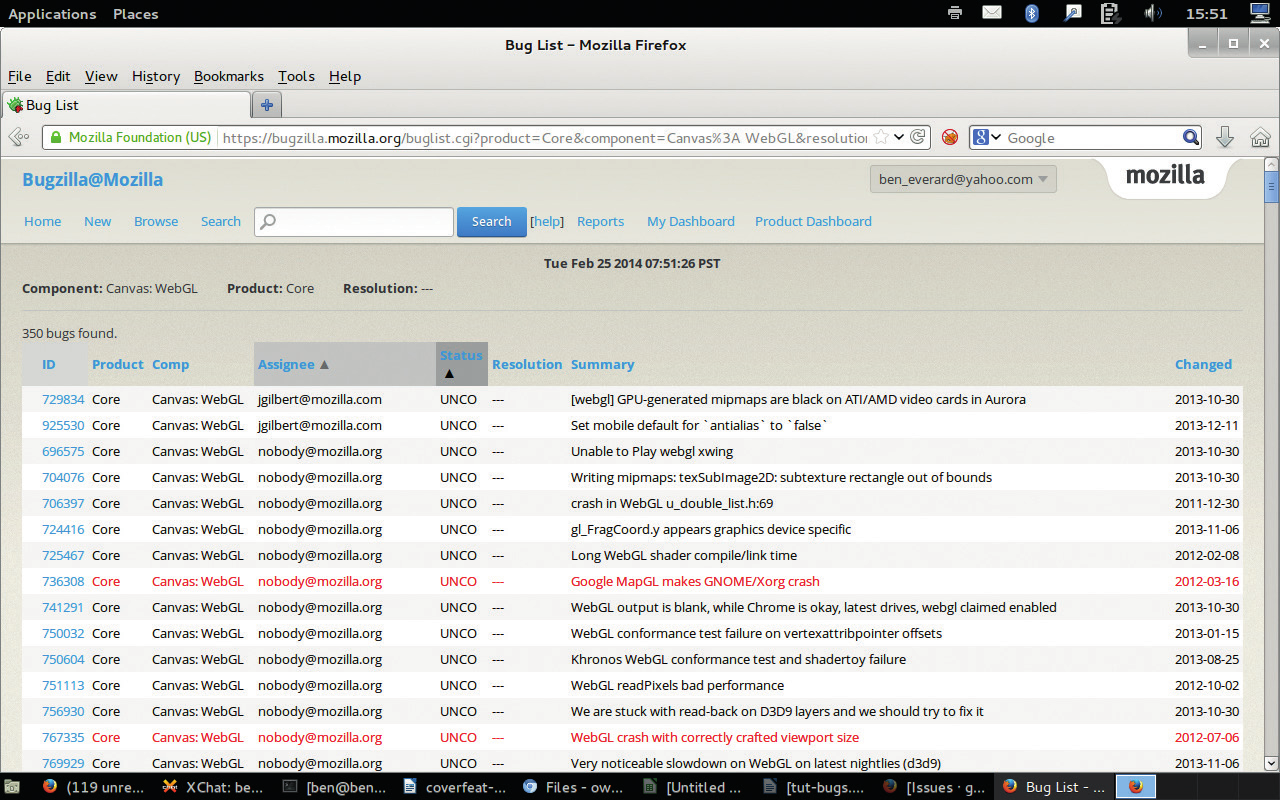 Applications Places 15:51
Bug List – Mozilla Firefox
File Edit View History Bookmarks Tools Help
Bug List
Mozilla Foundation (US) https://bugzilla.mozilla.org/buglist.cgi?product=Core&component=Canvas%3A WebGL&resolution Google
Bugzilla@Mozilla ben_everard@yahoo.com mozilla
Home New Browse Search Search [help] Reports My Dashboard Product Dashboard
Tue Feb 25 2014 07:51:26 PST
Component: Canvas: WebGL Product: Core Resolution: ---
350 bugs found.
ID Product Comp Assignee ▲ Status ▲ Resolution Summary Changed
729834 Core Canvas: WebGL jgilbert@mozilla.com UNCO --- [webgl] GPU-generated mipmaps are black on ATI/AMD video cards in Aurora 2013-10-30
925530 Core Canvas: WebGL jgilbert@mozilla.com UNCO --- Set mobile default for `antialias` to `false` 2013-12-11
696575 Core Canvas: WebGL nobody@mozilla.org UNCO --- Unable to Play webgl xwing 2013-10-30
704076 Core Canvas: WebGL nobody@mozilla.org UNCO --- Writing mipmaps: texSubImage2D: subtexture rectangle out of bounds 2013-10-30
706397 Core Canvas: WebGL nobody@mozilla.org UNCO --- crash in WebGL u_double_list.h:69 2011-12-30
724416 Core Canvas: WebGL nobody@mozilla.org UNCO --- gl_FragCoord.y appears graphics device specific 2013-11-06
725467 Core Canvas: WebGL nobody@mozilla.org UNCO --- Long WebGL shader compile/link time 2012-02-08
736308 Core Canvas: WebGL nobody@mozilla.org UNCO --- Google MapGL makes GNOME/Xorg crash 2012-03-16
741291 Core Canvas: WebGL nobody@mozilla.org UNCO --- WebGL output is blank, while Chrome is okay, latest drives, webgl claimed enabled 2013-10-30
750032 Core Canvas: WebGL nobody@mozilla.org UNCO --- WebGL conformance test failure on vertexattribpointer offsets 2013-01-15
750604 Core Canvas: WebGL nobody@mozilla.org UNCO --- Khronos WebGL conformance test and shadertoy failure 2013-08-25
751113 Core Canvas: WebGL nobody@mozilla.org UNCO --- WebGL readPixels bad performance 2012-10-02
756930 Core Canvas: WebGL nobody@mozilla.org UNCO --- We are stuck with read-back on D3D9 layers and we should try to fix it 2013-10-30
767335 Core Canvas: WebGL nobody@mozilla.org UNCO --- WebGL crash with correctly crafted viewport size 2012-07-06
769929 Core Canvas: WebGL nobody@mozilla.org UNCO --- Very noticeable slowdown on WebGL on latest nightlies (d3d9) 2013-11-06
(119 unre... XChat: be... [ben@ben... coverfeat-... Files - ow... [Untitled ... [tut-bugs.... [Issues · g... Bug List - ...